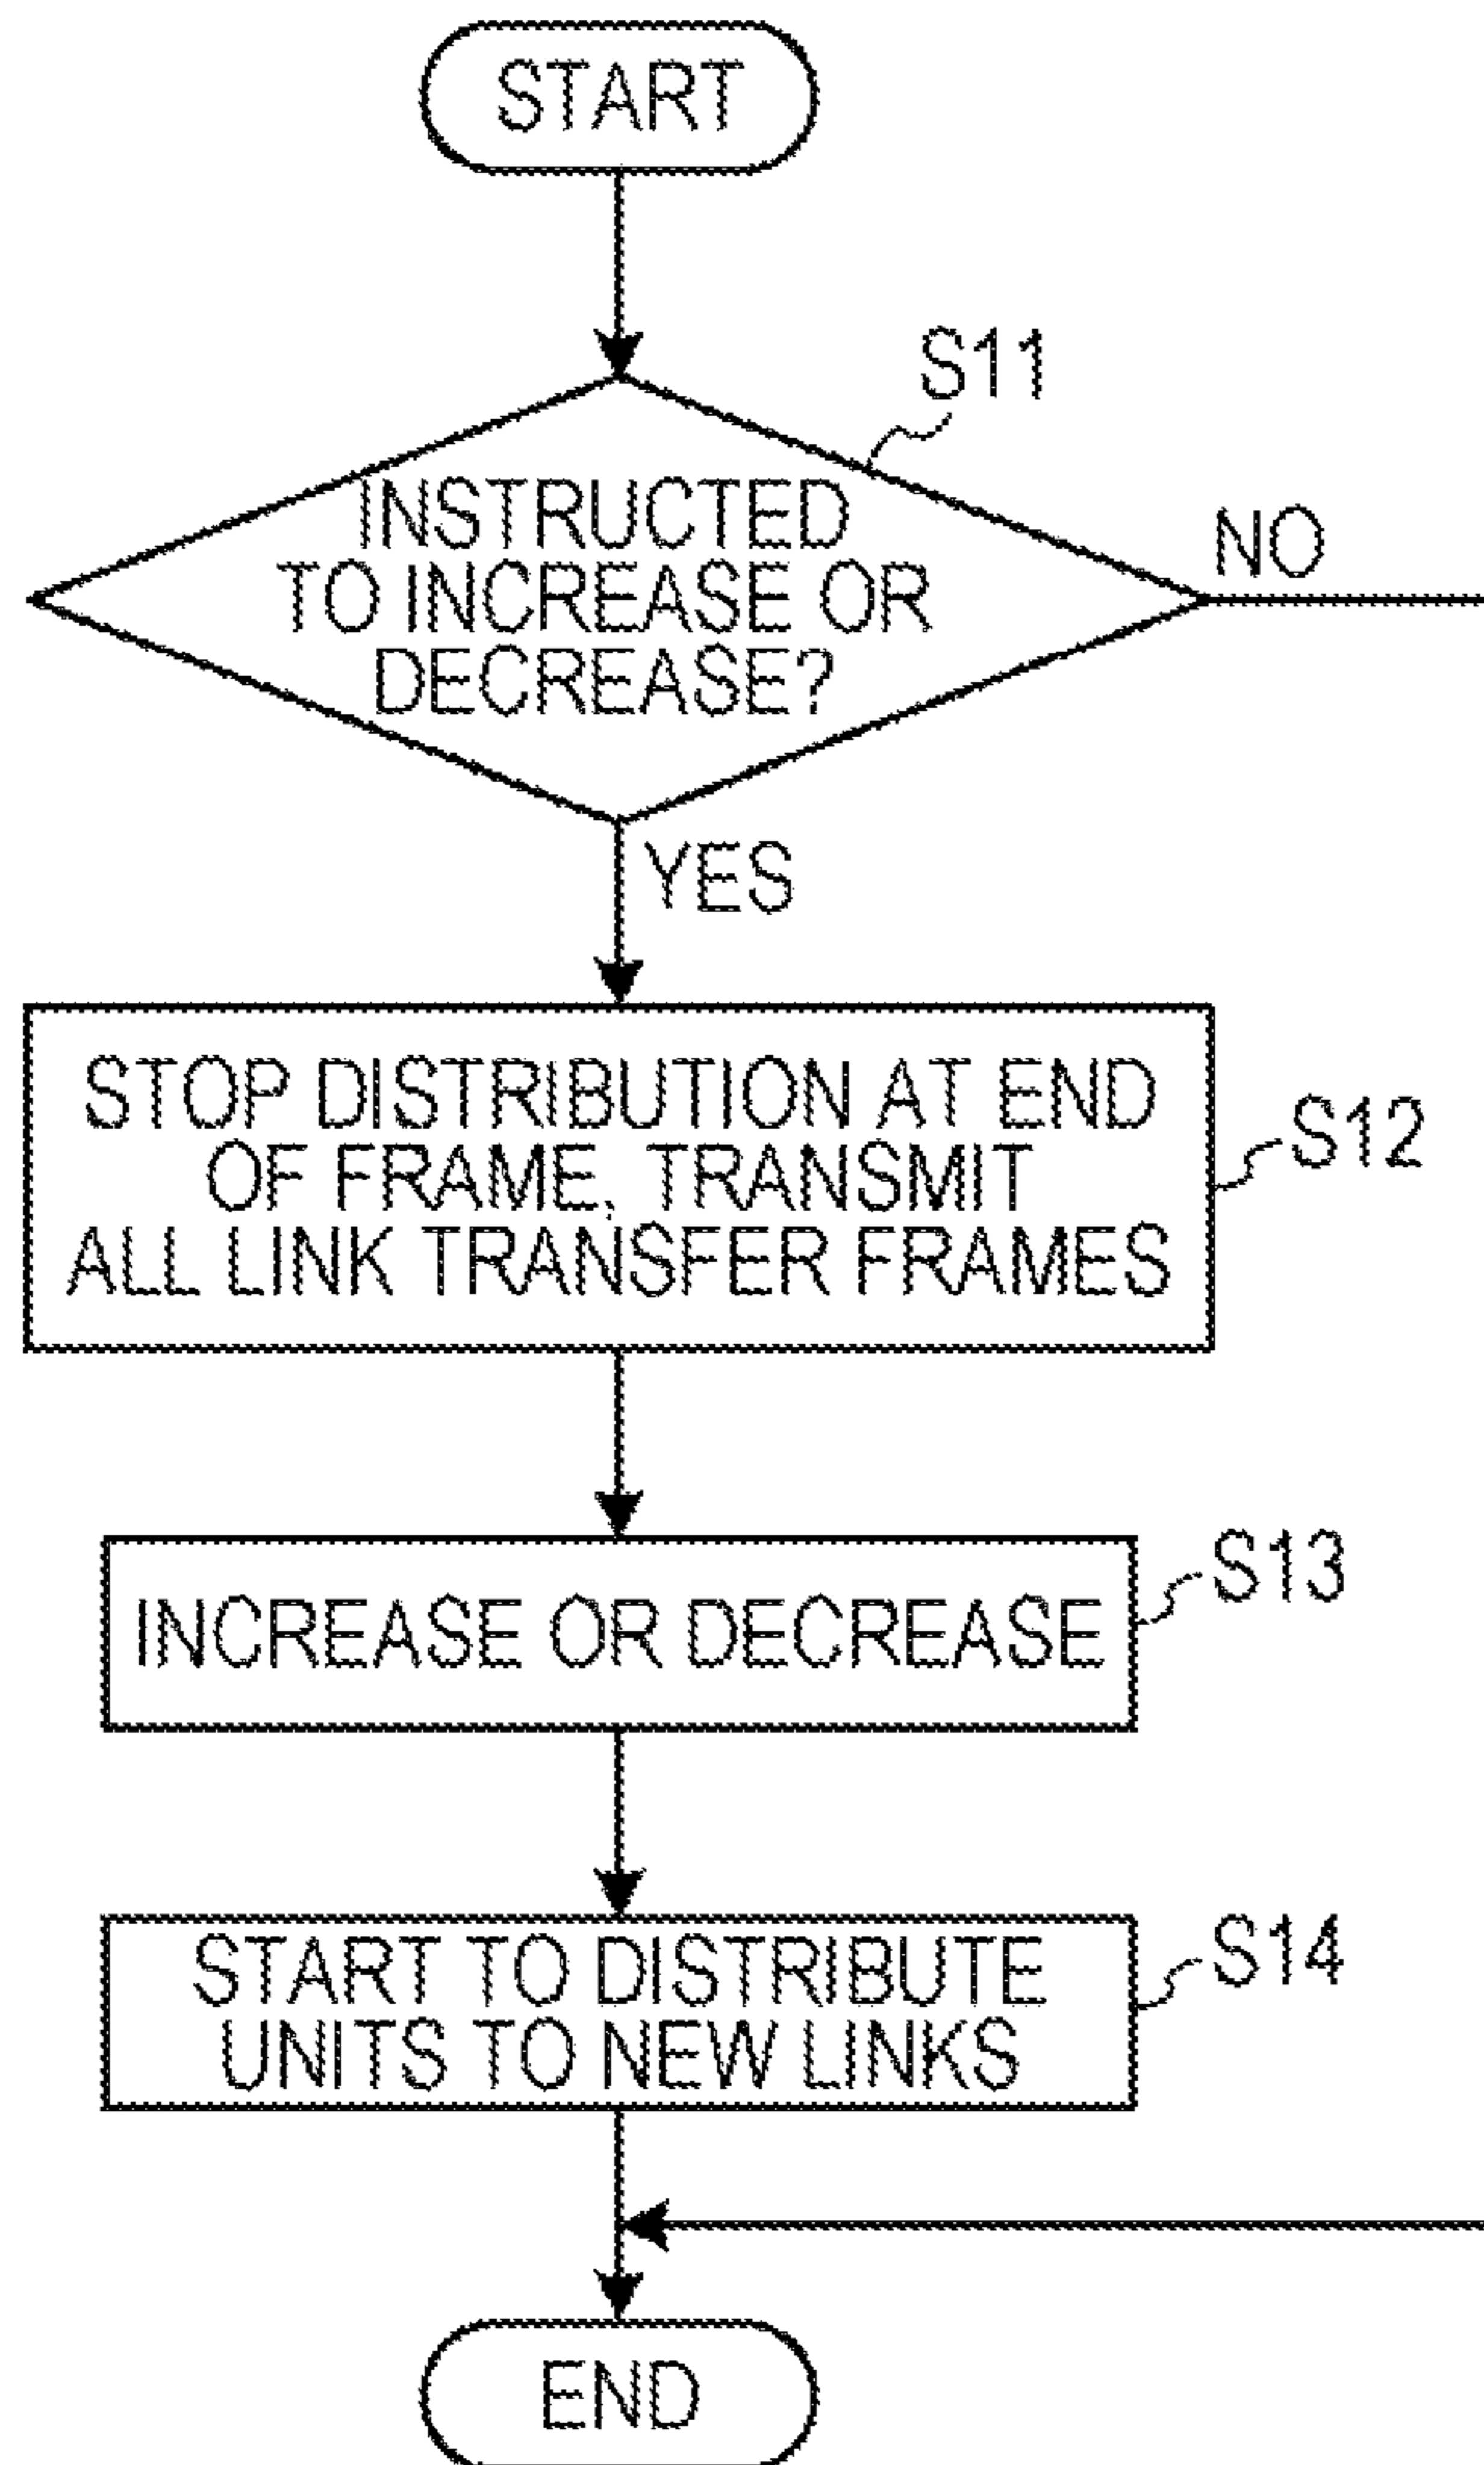 START
S11
INSTRUCTED
TO INCREASE OR
DECREASE?
NO
YES
STOP DISTRIBUTION AT END
OF FRAME, TRANSMIT
ALL LINK TRANSFER FRAMES
S12
INCREASE OR DECREASE
S13
START TO DISTRIBUTE
UNITS TO NEW LINKS
S14
END